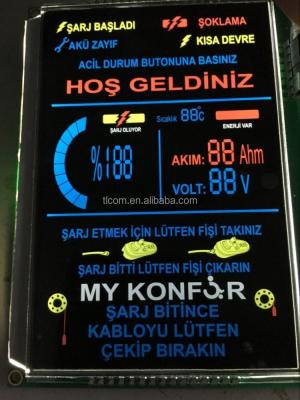 ŞARJ BAŞLADI ŞOKLAMA
AKÜ ZAYIF KISA DEVRE
ACİL DURUM BUTONUNA BASINIZ
HOŞ GELDİNİZ
ŞARJ OLUYOR Sıcaklık 88°C ENERJİ VAR
%188 AKIM: 88 Ahm
VOLT: 88 V
tlcom.en.alibaba.com
ŞARJ ETMEK İÇİN LÜTFEN FİŞİ TAKINIZ
ŞARJ BİTTİ LÜTFEN FİŞİ ÇIKARIN
MY KONFOR
ŞARJ BİTİNCE
KABLOYU LÜTFEN
ÇEKİP BIRAKIN